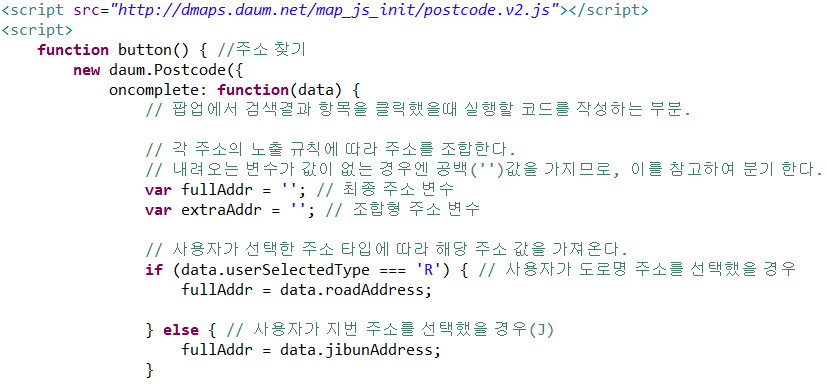 <script src="http://dmaps.daum.net/map_js_init/postcode.v2.js"></script>
<script>
    function button() { //주소 찾기
        new daum.Postcode({
            oncomplete: function(data) {
                // 팝업에서 검색결과 항목을 클릭했을때 실행할 코드를 작성하는 부분.

                // 각 주소의 노출 규칙에 따라 주소를 조합한다.
                // 내려오는 변수가 값이 없는 경우엔 공백('')값을 가지므로, 이를 참고하여 분기 한다.
                var fullAddr = ''; // 최종 주소 변수
                var extraAddr = ''; // 조합형 주소 변수

                // 사용자가 선택한 주소 타입에 따라 해당 주소 값을 가져온다.
                if (data.userSelectedType === 'R') { // 사용자가 도로명 주소를 선택했을 경우
                    fullAddr = data.roadAddress;

                } else { // 사용자가 지번 주소를 선택했을 경우(J)
                    fullAddr = data.jibunAddress;
                }